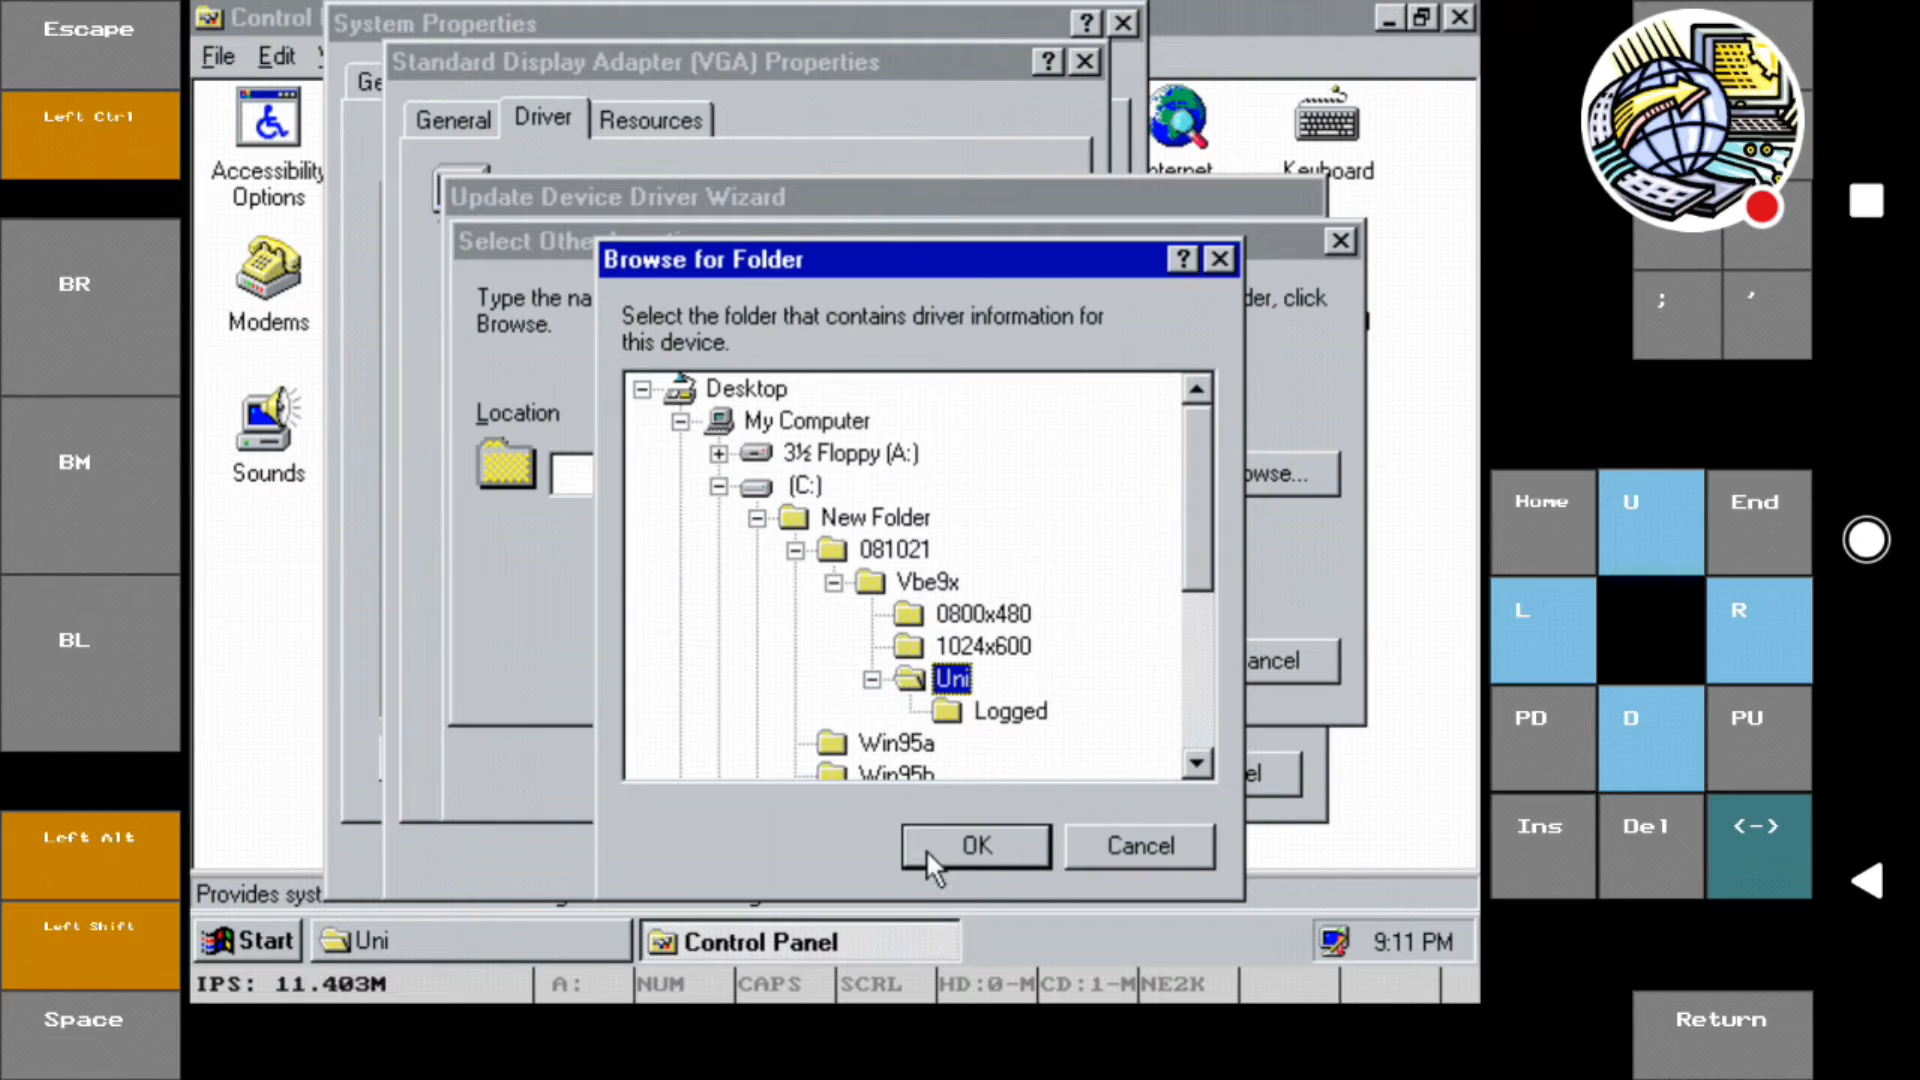 Escape
Left Ctrl
BR
BM
BL
Left Alt
Left Shift
Space
Control
File Edit
System Properties
Standard Display Adapter (VGA) Properties
General Driver Resources
Accessibility
Options
Modems
Sounds
Internet
Keyboard
Update Device Driver Wizard
Select Othe
Type the na
Browse.
der, click
Location
owse...
ancel
el
Browse for Folder
Select the folder that contains driver information for
this device.
Desktop
My Computer
3½ Floppy (A:)
(C:)
New Folder
081021
Vbe9x
0800x480
1024x600
Uni
Logged
Win95a
Win95b
OK Cancel
Provides syst
Start Uni Control Panel 9:11 PM
IPS: 11.403M A: NUM CAPS SCRL HD:0-M CD:1-M NE2K
; ’
Home U End
L R
PD D PU
Ins Del <->
Return